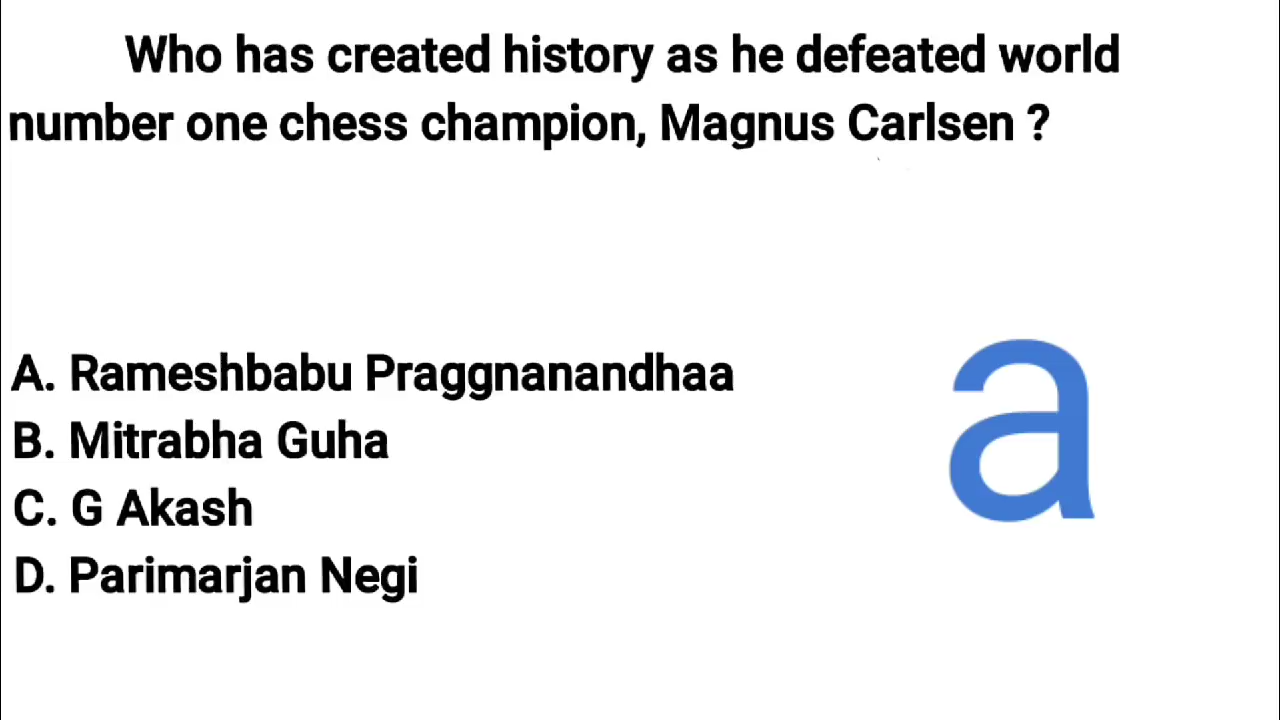 Who has created history as he defeated world
number one chess champion, Magnus Carlsen ?
A. Rameshbabu Praggnanandhaa
B. Mitrabha Guha
C. G Akash
D. Parimarjan Negi
a